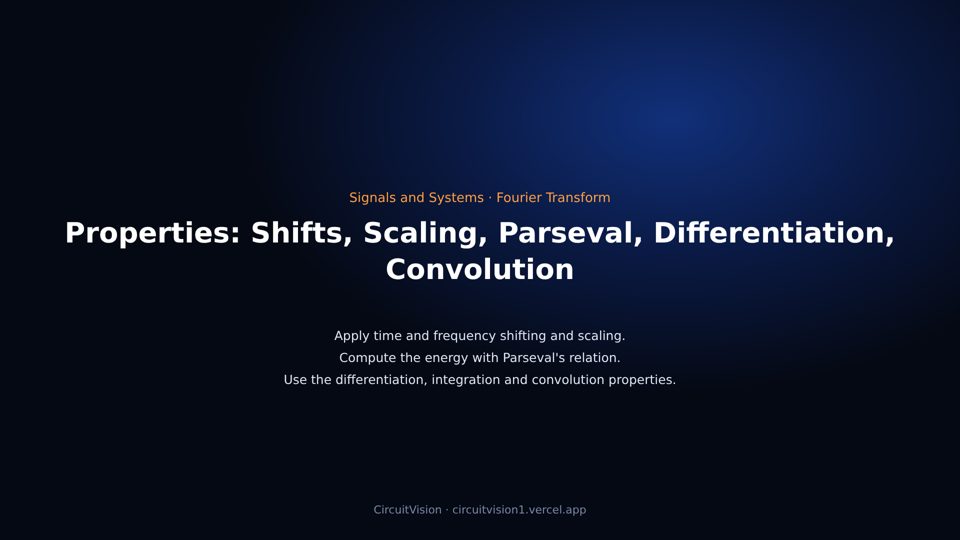 Signals and Systems · Fourier Transform
Properties: Shifts, Scaling, Parseval, Differentiation,
Convolution
Apply time and frequency shifting and scaling.
Compute the energy with Parseval's relation.
Use the differentiation, integration and convolution properties.
CircuitVision · circuitvision1.vercel.app